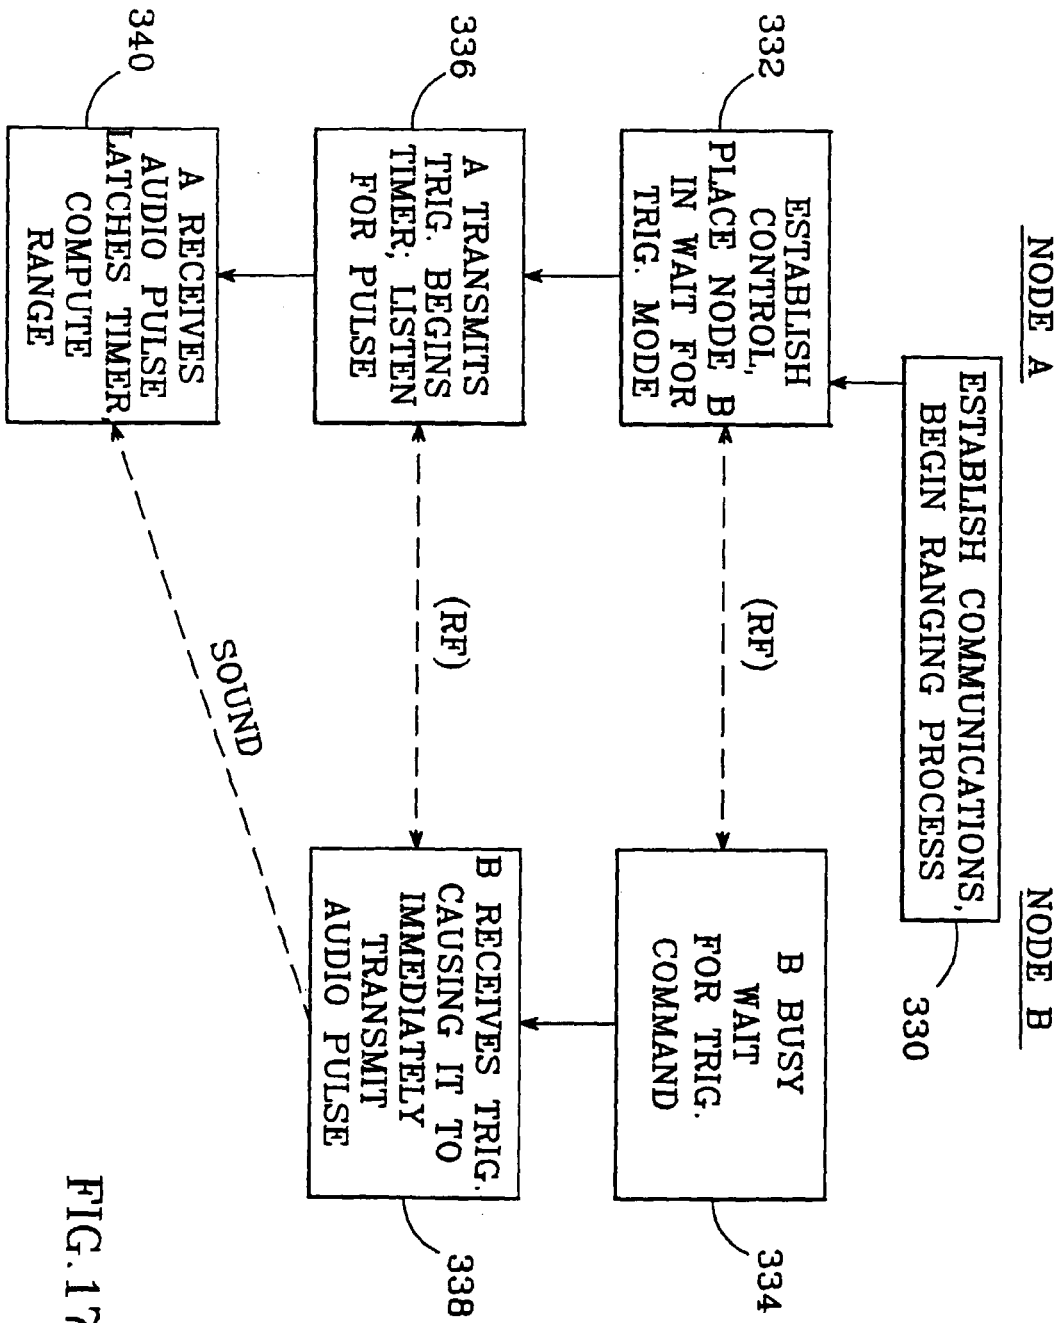 NODE A
NODE B
ESTABLISH COMMUNICATIONS,
BEGIN RANGING PROCESS
330
332
ESTABLISH
CONTROL,
PLACE NODE B
IN WAIT FOR
TRIG. MODE
(RF)
B BUSY
WAIT
FOR TRIG.
COMMAND
334
336
A TRANSMITS
TRIG. BEGINS
TIMER; LISTEN
FOR PULSE
(RF)
B RECEIVES TRIG.
CAUSING IT TO
IMMEDIATELY
TRANSMIT
AUDIO PULSE
338
340
A RECEIVES
AUDIO PULSE
LATCHES TIMER
COMPUTE
RANGE
SOUND
FIG.17